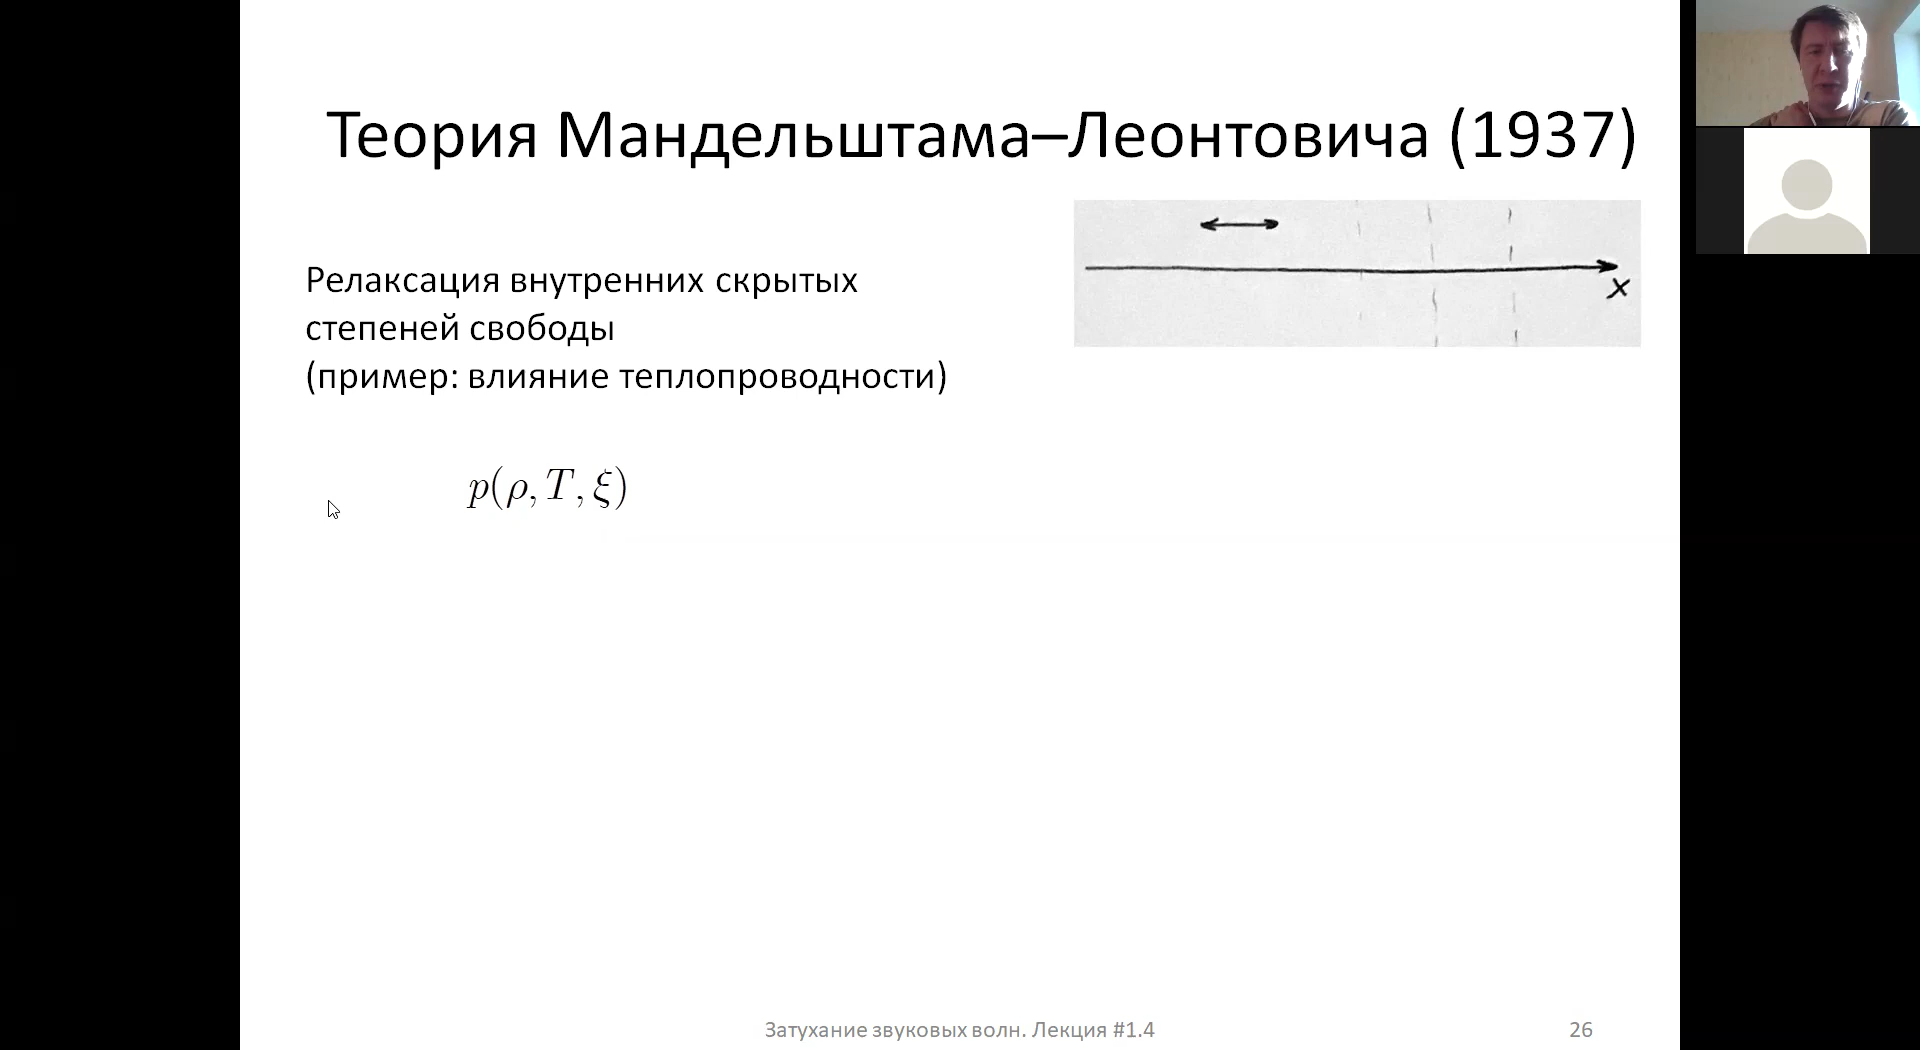 Теория Мандельштама–Леонтовича (1937)
x
Релаксация внутренних скрытых
степеней свободы
(пример: влияние теплопроводности)
p(ρ, T, ξ)
Затухание звуковых волн. Лекция #1.4
26